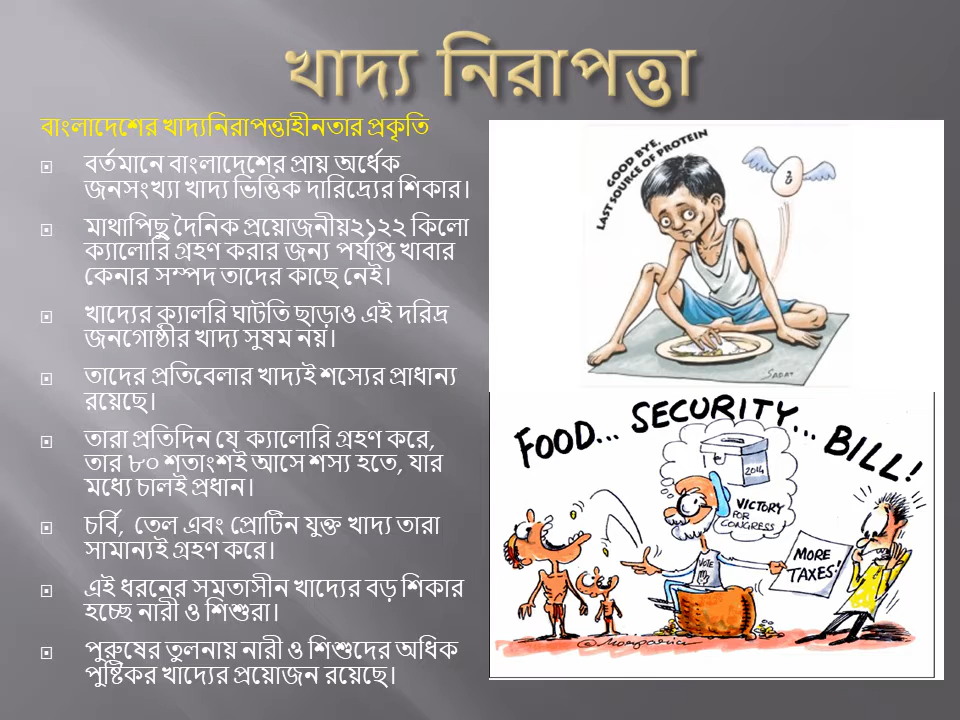 খাদ্য নিরাপত্তা
বাংলাদেশের খাদ্যনিরাপত্তাহীনতার প্রকৃতি
বর্তমানে বাংলাদেশের প্রায় অর্ধেক
জনসংখ্যা খাদ্য ভিত্তিক দারিদ্র্যের শিকার।
মাথাপিছু দৈনিক প্রয়োজনীয়২১২২ কিলো
ক্যালোরি গ্রহণ করার জন্য পর্যাপ্ত খাবার
কেনার সম্পদ তাদের কাছে নেই।
খাদ্যের ক্যালরি ঘাটতি ছাড়াও এই দরিদ্র
জনগোষ্ঠীর খাদ্য সুষম নয়।
তাদের প্রতিবেলার খাদ্যই শস্যের প্রাধান্য
রয়েছে।
তারা প্রতিদিন যে ক্যালোরি গ্রহণ করে,
তার ৮০ শতাংশই আসে শস্য হতে, যার
মধ্যে চালই প্রধান।
চর্বি, তেল এবং প্রোটিন যুক্ত খাদ্য তারা
সামান্যই গ্রহণ করে।
এই ধরনের সমতাসীন খাদ্যের বড় শিকার
হচ্ছে নারী ও শিশুরা।
পুরুষের তুলনায় নারী ও শিশুদের অধিক
পুষ্টিকর খাদ্যের প্রয়োজন রয়েছে।
GOOD BYE,
LAST SOURCE OF PROTEIN
SADAT
FOOD... SECURITY... BILL!
2014
VICTORY
FOR
CONGRESS
VOTE
MORE
TAXES!
@Morparia